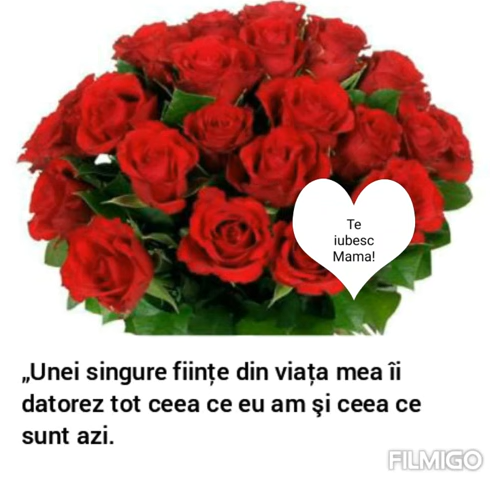 Te
iubesc
Mama!
„Unei singure ființe din viața mea îi
datorez tot ceea ce eu am şi ceea ce
sunt azi.
FILMIGO